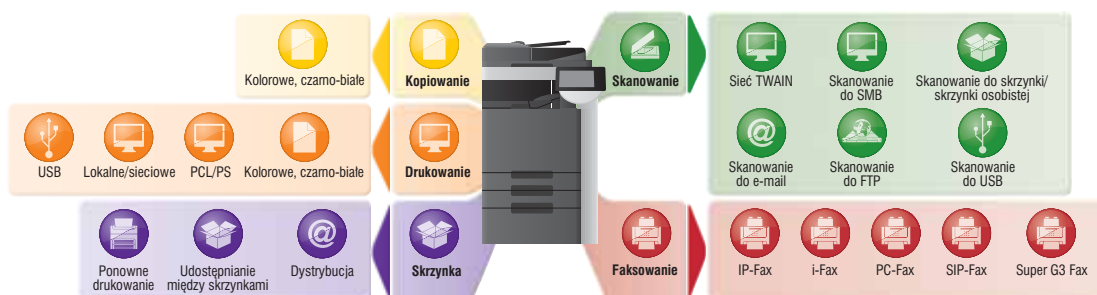 Kolorowe, czarno-białe
Kopiowanie
Skanowanie
Sieć TWAIN
Skanowanie
do SMB
Skanowanie do skrzynki/
skrzynki osobistej
USB
Lokalne/sieciowe
PCL/PS
Kolorowe, czarno-białe
Drukowanie
Skanowanie
do e-mail
Skanowanie
do FTP
Skanowanie
do USB
Ponowne
drukowanie
Udostępnianie
między skrzynkami
Dystrybucja
Skrzynka
Faksowanie
IP-Fax
i-Fax
PC-Fax
SIP-Fax
Super G3 Fax